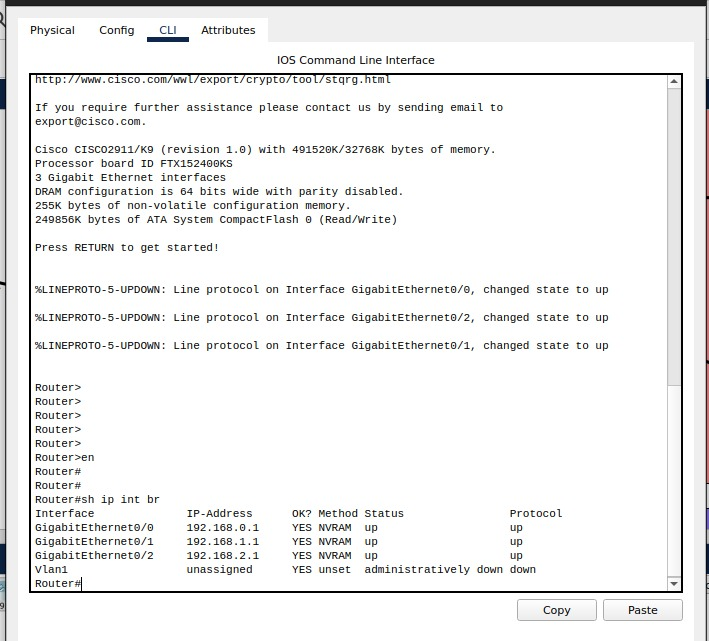 Physical Config CLI Attributes
IOS Command Line Interface
http://www.cisco.com/wwl/export/crypto/tool/stqrg.html
If you require further assistance please contact us by sending email to
export@cisco.com.
Cisco CISCO2911/K9 (revision 1.0) with 491520K/32768K bytes of memory.
Processor board ID FTX152400KS
3 Gigabit Ethernet interfaces
DRAM configuration is 64 bits wide with parity disabled.
255K bytes of non-volatile configuration memory.
249856K bytes of ATA System CompactFlash 0 (Read/Write)
Press RETURN to get started!
%LINEPROTO-5-UPDOWN: Line protocol on Interface GigabitEthernet0/0, changed state to up
%LINEPROTO-5-UPDOWN: Line protocol on Interface GigabitEthernet0/2, changed state to up
%LINEPROTO-5-UPDOWN: Line protocol on Interface GigabitEthernet0/1, changed state to up
Router>
Router>
Router>
Router>
Router>
Router>en
Router#
Router#
Router#sh ip int br
Interface IP-Address OK? Method Status Protocol
GigabitEthernet0/0 192.168.0.1 YES NVRAM up up
GigabitEthernet0/1 192.168.1.1 YES NVRAM up up
GigabitEthernet0/2 192.168.2.1 YES NVRAM up up
Vlan1 unassigned YES unset administratively down down
Router#
Copy Paste